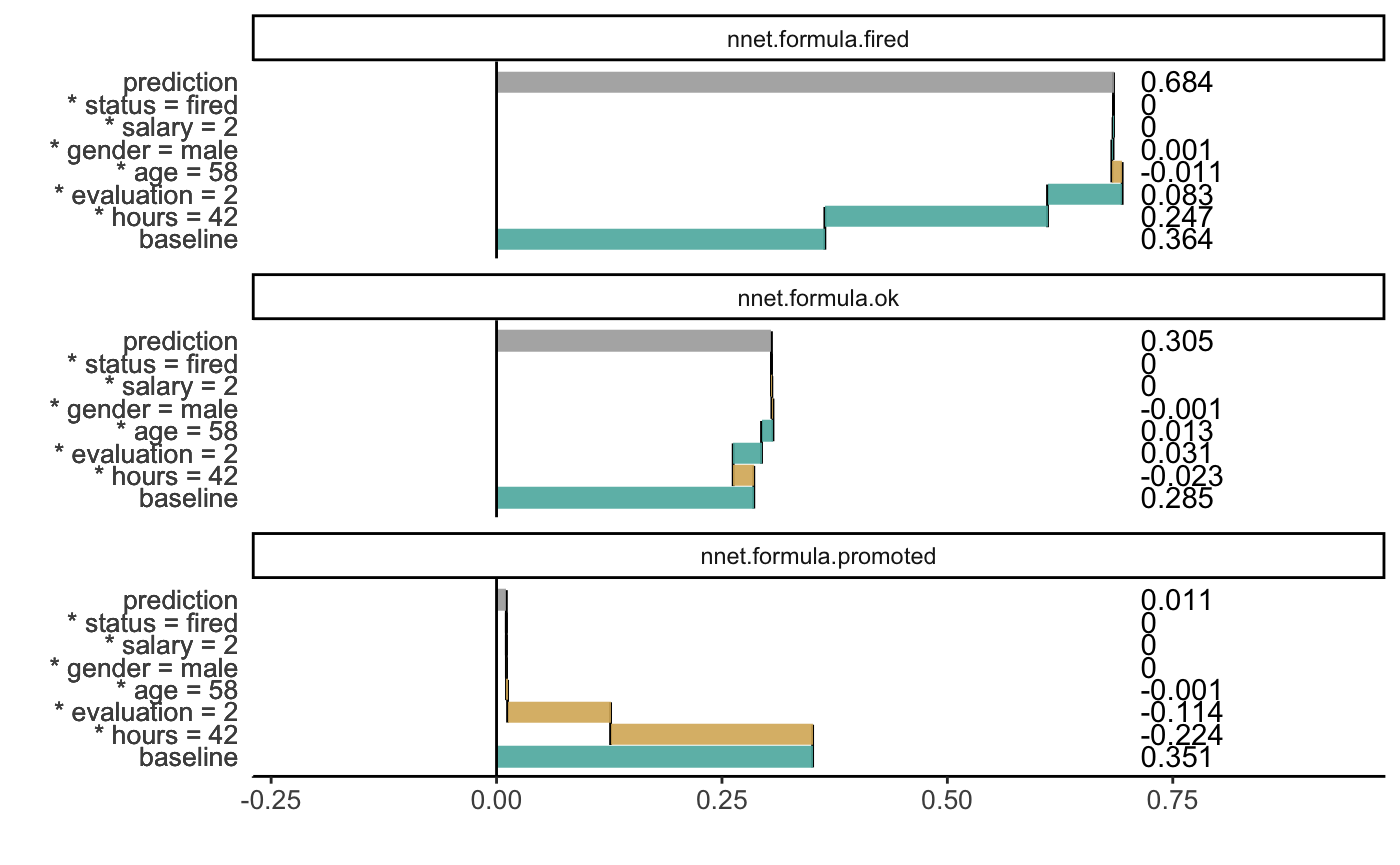 nnet.formula.fired
prediction 0.684
* status = fired 0
* salary = 2 0
* gender = male 0.001
* age = 58 -0.011
* evaluation = 2 0.083
* hours = 42 0.247
baseline 0.364
nnet.formula.ok
prediction 0.305
* status = fired 0
* salary = 2 0
* gender = male -0.001
* age = 58 0.013
* evaluation = 2 0.031
* hours = 42 -0.023
baseline 0.285
nnet.formula.promoted
prediction 0.011
* status = fired 0
* salary = 2 0
* gender = male 0
* age = 58 -0.001
* evaluation = 2 -0.114
* hours = 42 -0.224
baseline 0.351
-0.25 0.00 0.25 0.50 0.75